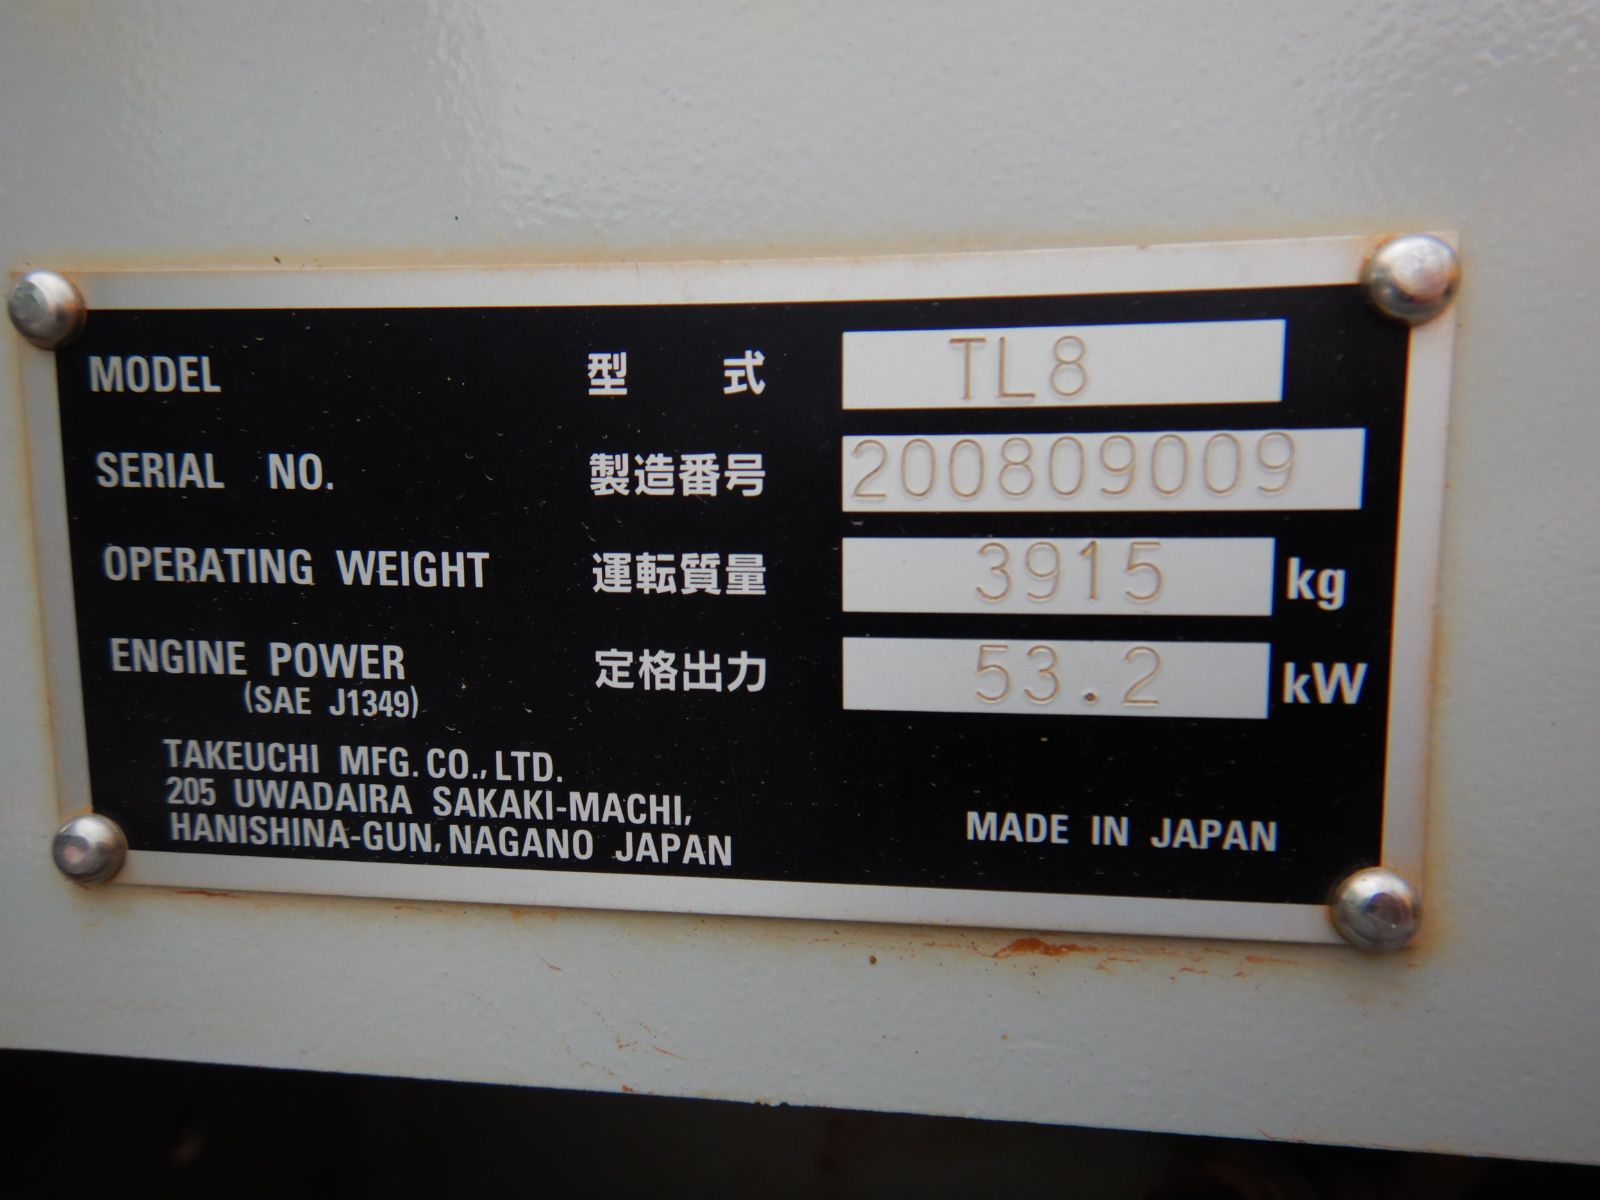 MODEL 型 式 TL8
SERIAL NO. 製造番号 200809009
OPERATING WEIGHT 運転質量 3915 kg
ENGINE POWER 定格出力 53.2 kW
(SAE J1349)
TAKEUCHI MFG. CO., LTD.
205 UWADAIRA SAKAKI-MACHI,
HANISHINA-GUN, NAGANO JAPAN
MADE IN JAPAN